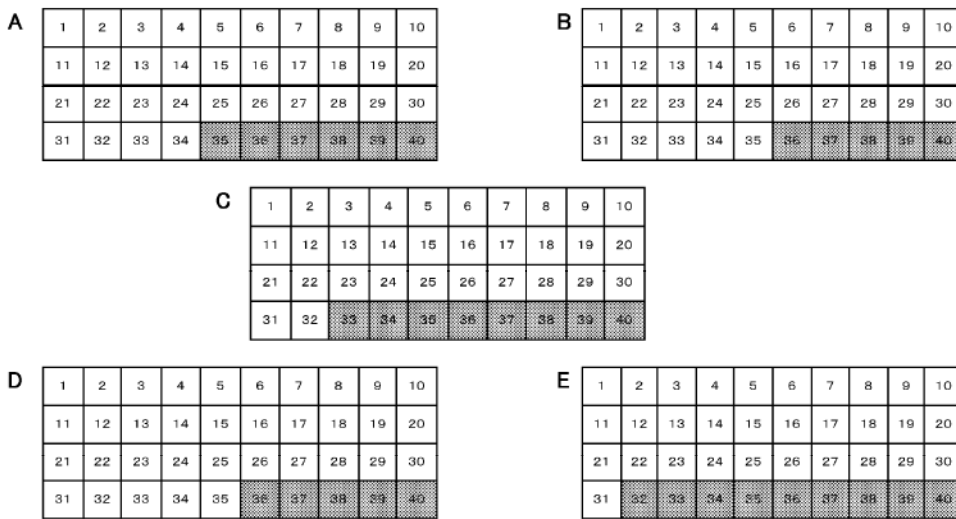 A 1 2 3 4 5 6 7 8 9 10
11 12 13 14 15 16 17 18 19 20
21 22 23 24 25 26 27 28 29 30
31 32 33 34 35 36 37 38 39 40
B 1 2 3 4 5 6 7 8 9 10
11 12 13 14 15 16 17 18 19 20
21 22 23 24 25 26 27 28 29 30
31 32 33 34 35 36 37 38 39 40
C 1 2 3 4 5 6 7 8 9 10
11 12 13 14 15 16 17 18 19 20
21 22 23 24 25 26 27 28 29 30
31 32 33 34 35 36 37 38 39 40
D 1 2 3 4 5 6 7 8 9 10
11 12 13 14 15 16 17 18 19 20
21 22 23 24 25 26 27 28 29 30
31 32 33 34 35 36 37 38 39 40
E 1 2 3 4 5 6 7 8 9 10
11 12 13 14 15 16 17 18 19 20
21 22 23 24 25 26 27 28 29 30
31 32 33 34 35 36 37 38 39 40